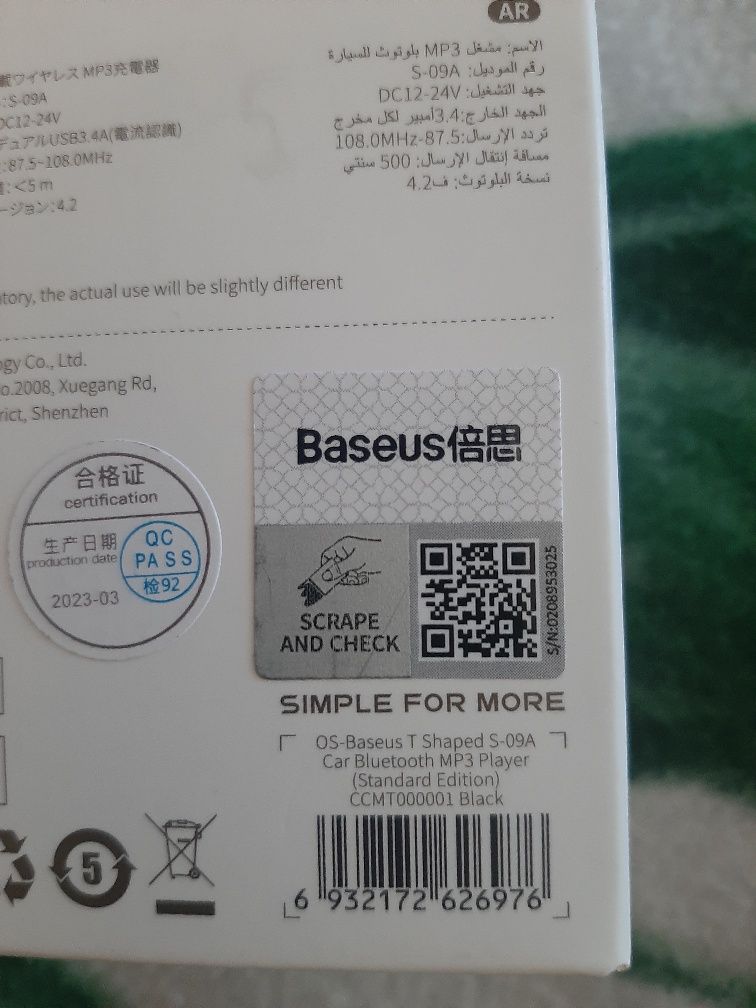 AR
الاسم: مشغل MP3 بلوتوث للسيارة
رقم الموديل: S-09A
جهد التشغيل: DC12-24V
الجهد الخارج:3.4أمبير لكل مخرج
تردد الإرسال:87.5-108.0MHz
مسافة إنتقال الإرسال: 500 سنتي
نسخة البلوتوث: ف4.2
載ワイヤレス MP3充電器
:S-09A
DC12-24V
デュアルUSB3.4A(電流認識)
:87.5~108.0MHz
:<5 m
ージョン:4.2
tory, the actual use will be slightly different
gy Co., Ltd.
o.2008, Xuegang Rd,
rict, Shenzhen
合格证
certification
生产日期
production date
QC
PASS
检92
2023-03
Baseus倍思
SCRAPE
AND CHECK
S/N:0208953025
SIMPLE FOR MORE
OS-Baseus T Shaped S-09A
Car Bluetooth MP3 Player
(Standard Edition)
CCMT000001 Black
5
6 932172 626976